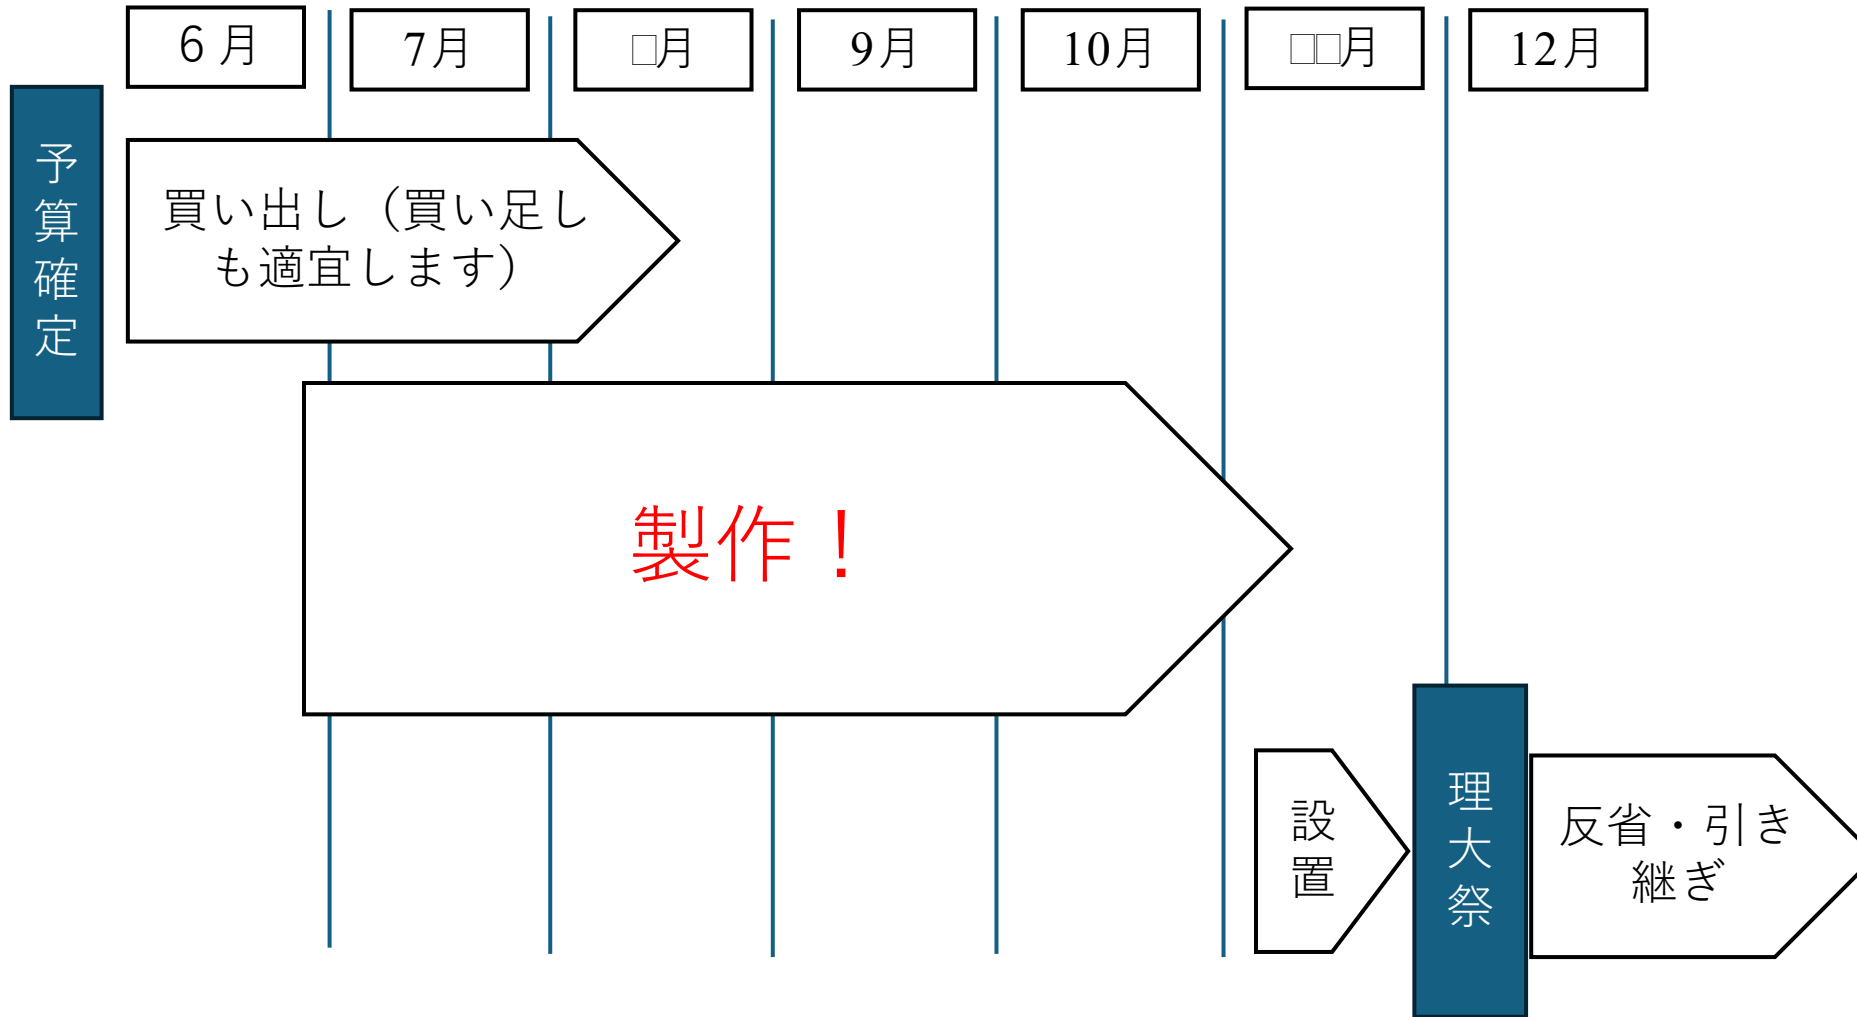 ６月
7月
□月
9月
10月
□□月
12月
予算確定
買い出し（買い足し
も適宜します）
製作！
設置
理大祭
反省・引き
継ぎ